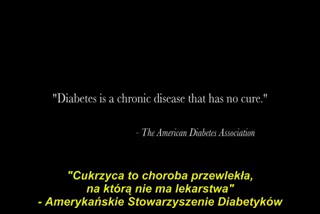 "Diabetes is a chronic disease that has no cure."
- The American Diabetes Association
"Cukrzyca to choroba przewlekła,
na którą nie ma lekarstwa"
- Amerykańskie Stowarzyszenie Diabetyków